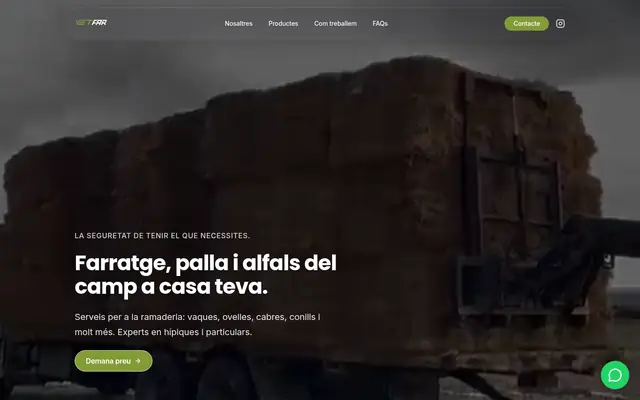 Nosaltres
Productes
Com treballem
FAQs
Contacte
LA SEGURETAT DE TENIR EL QUE NECESSITES.
Farratge, palla i alfals del
camp a casa teva.
Serveis per a la ramaderia: vaques, ovelles, cabres, conills i
molt més. Experts en hípiques i particulars.
Demana preu →